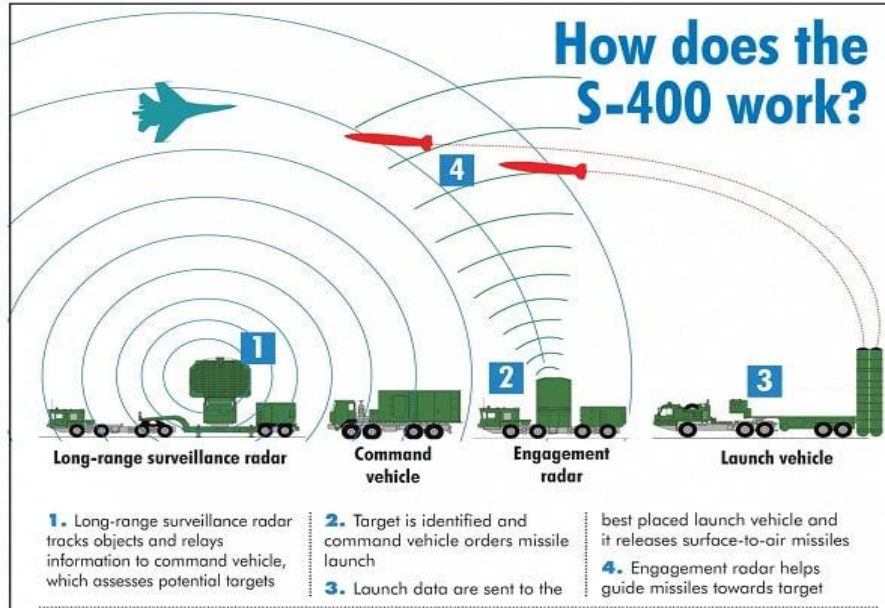 How does the
S-400 work?
4
1
2
3
Long-range surveillance radar
Command
vehicle
Engagement
radar
Launch vehicle
1. Long-range surveillance radar
tracks objects and relays
information to command vehicle,
which assesses potential targets
2. Target is identified and
command vehicle orders missile
launch
3. Launch data are sent to the
best placed launch vehicle and
it releases surface-to-air missiles
4. Engagement radar helps
guide missiles towards target